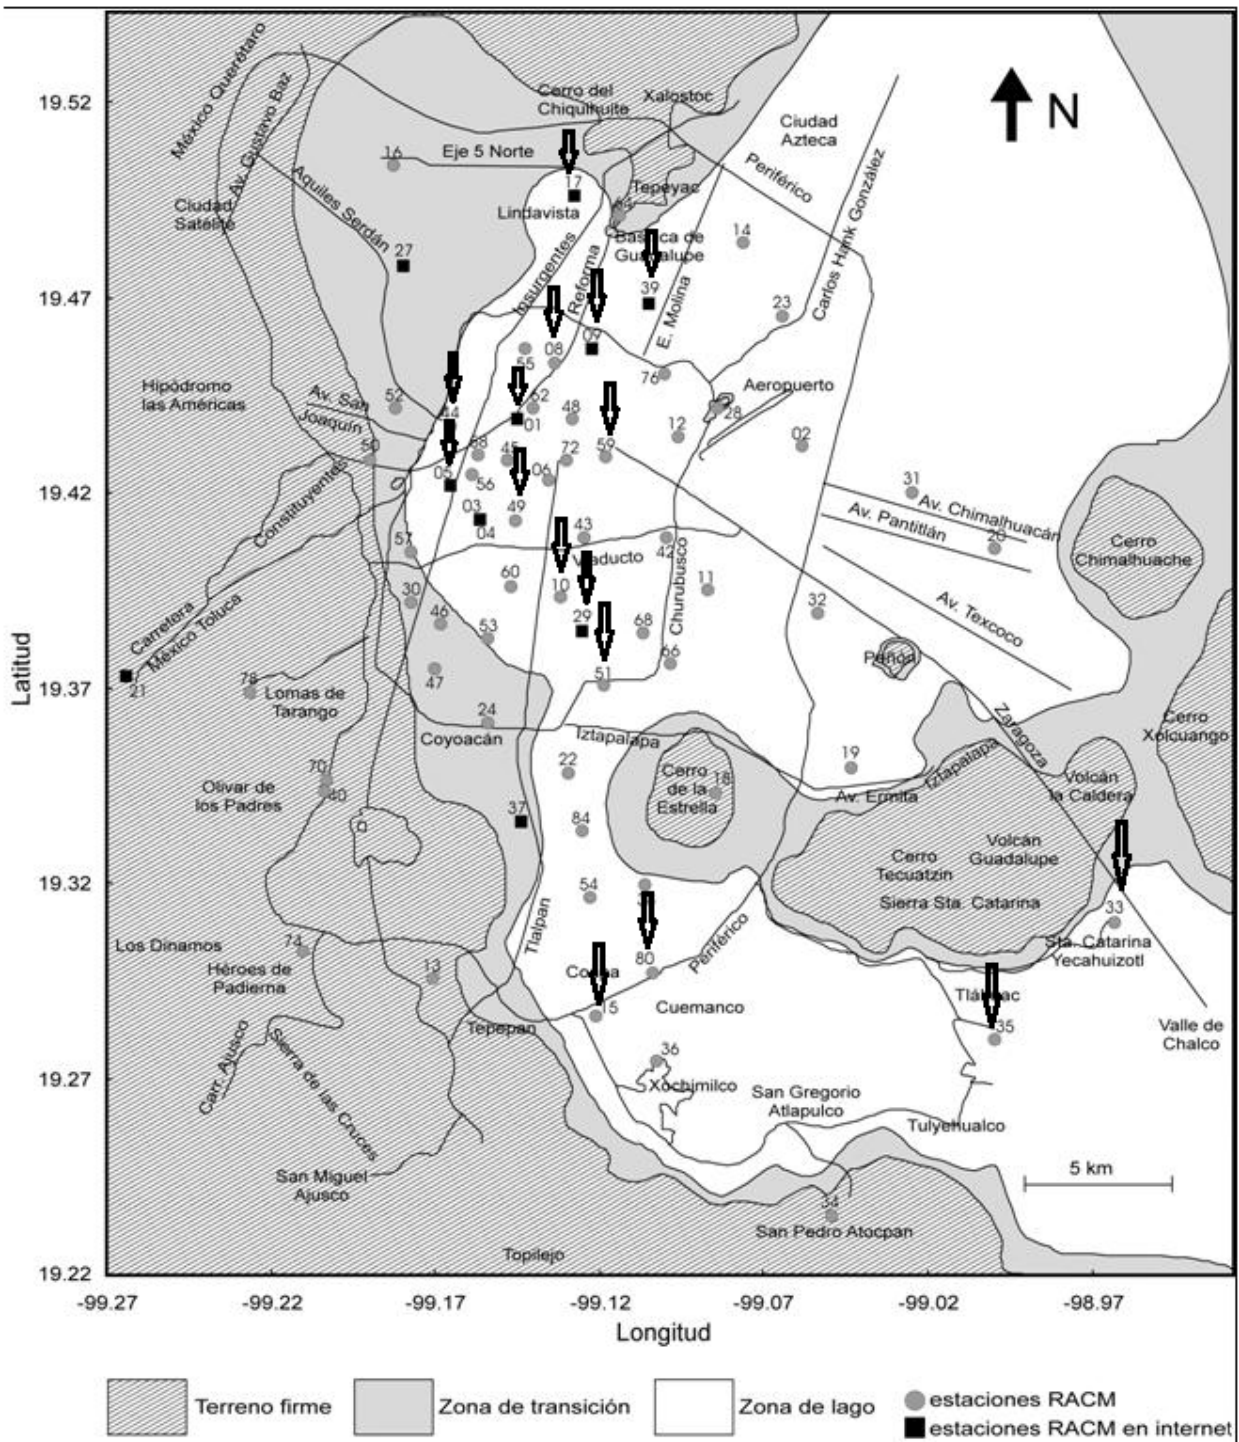 México Querétaro
19.52
Cerro del
Chiquihuite
Xalostoc
Ciudad
Azteca
N
Av. Gustavo Baz
16
Eje 5 Norte
Periférico
Aquiles Serdán
17
Tepeyac
Carlos Hank González
Ciudad
Satélite
Lindavista
64
14
Basílica de
Guadalupe
27
Insurgentes
Reforma
39
E. Molina
19.47
23
08
09
55
76
Aeropuerto
Hipódromo
las Américas
Av. San
Joaquín
52
44
62
01
48
28
12
02
50
58
45
72
59
05
56
06
31
19.42
Av. Chimalhuacán
Constituyentes
03
04
49
Av. Pantitlán
20
57
43
42
Viaducto
Cerro
Chimalhuache
Churubusco
60
10
11
30
32
Av. Texcoco
Carretera
México Toluca
46
53
29
68
66
Peñón
47
51
19.37
21
78
Lomas de
Tarango
24
Coyoacán
Iztapalapa
Zaragoza
Cerro
Xolcuango
22
Cerro
de la
Estrella
18
19
Iztapalapa
Av. Ermita
Volcán
la Caldera
70
40
Olivar de
los Padres
37
84
Volcán
Guadalupe
Cerro
Tecuatzin
19.32
54
Sierra Sta. Catarina
33
Tlalpan
Periférico
Sta. Catarina
Yecahuizotl
Los Dinamos
74
Héroes de
Padierna
13
80
Cuemanco
Tláhuac
15
35
Tepepan
Valle de
Chalco
Carr. Ajusco
Sierra de las Cruces
36
Xochimilco
19.27
San Gregorio
Atlapulco
Tulyehualco
San Miguel
Ajusco
5 km
34
San Pedro Atocpan
Topilejo
19.22
Latitud
-99.27
-99.22
-99.17
-99.12
-99.07
-99.02
-98.97
Longitud
Terreno firme
Zona de transición
Zona de lago
estaciones RACM
estaciones RACM en internet